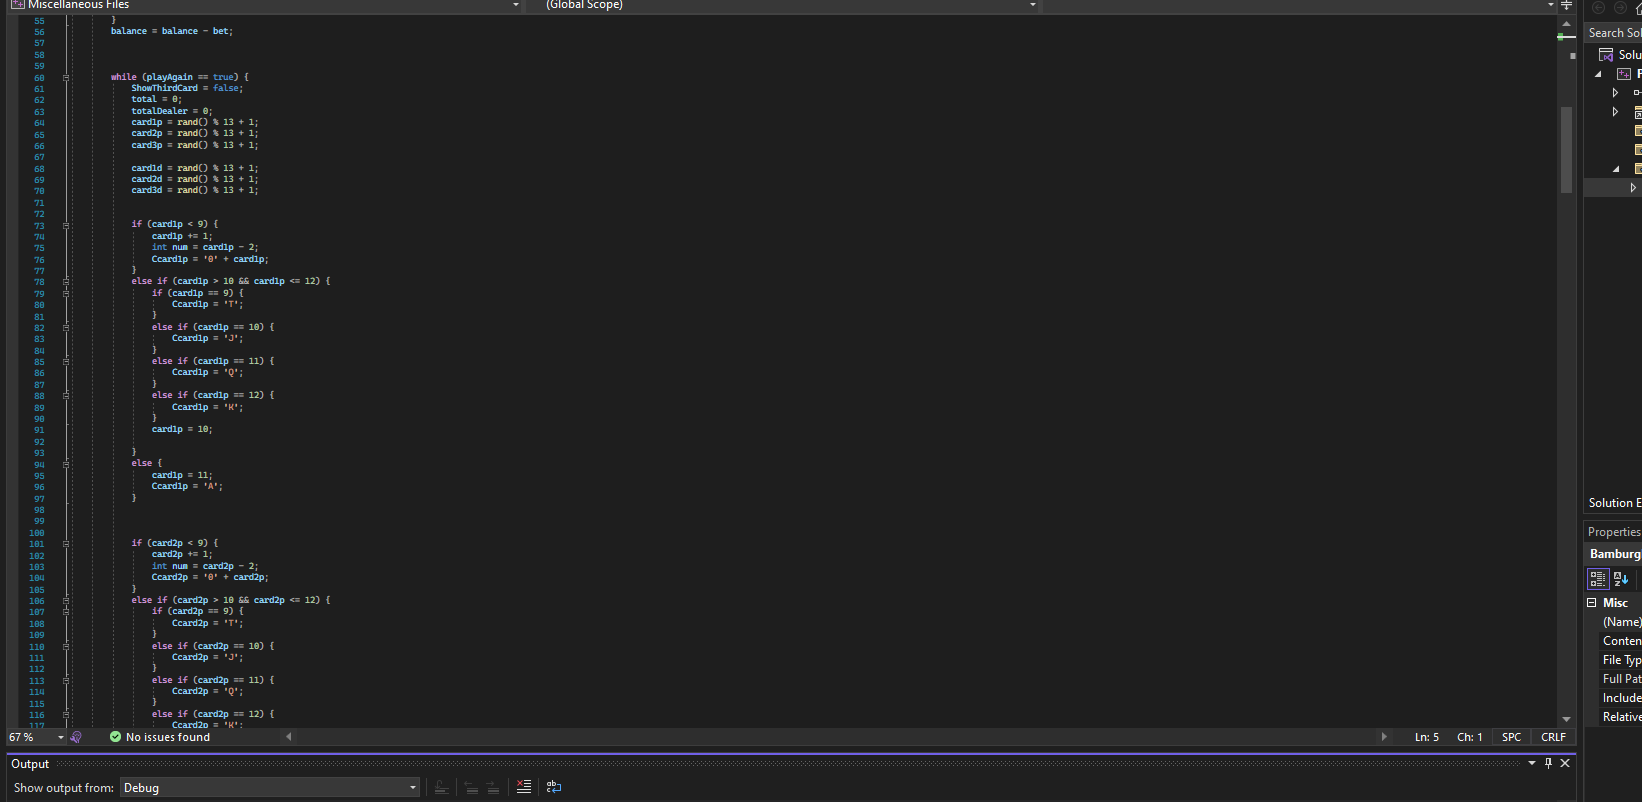 Miscellaneous Files
(Global Scope)
55 }
56 balance = balance - bet;
57
58
59
60 while (playAgain == true) {
61 ShowThirdCard = false;
62 total = 0;
63 totalDealer = 0;
64 card1p = rand() % 13 + 1;
65 card2p = rand() % 13 + 1;
66 card3p = rand() % 13 + 1;
67
68 card1d = rand() % 13 + 1;
69 card2d = rand() % 13 + 1;
70 card3d = rand() % 13 + 1;
71
72
73 if (card1p < 9) {
74 card1p += 1;
75 int num = card1p - 2;
76 Ccard1p = '0' + card1p;
77 }
78 else if (card1p > 10 && card1p <= 12) {
79 if (card1p == 9) {
80 Ccard1p = 'T';
81 }
82 else if (card1p == 10) {
83 Ccard1p = 'J';
84 }
85 else if (card1p == 11) {
86 Ccard1p = 'Q';
87 }
88 else if (card1p == 12) {
89 Ccard1p = 'K';
90 }
91 card1p = 10;
92
93 }
94 else {
95 card1p = 11;
96 Ccard1p = 'A';
97 }
98
99
100
101 if (card2p < 9) {
102 card2p += 1;
103 int num = card2p - 2;
104 Ccard2p = '0' + card2p;
105 }
106 else if (card2p > 10 && card2p <= 12) {
107 if (card2p == 9) {
108 Ccard2p = 'T';
109 }
110 else if (card2p == 10) {
111 Ccard2p = 'J';
112 }
113 else if (card2p == 11) {
114 Ccard2p = 'Q';
115 }
116 else if (card2p == 12) {
117 Ccard2p = 'K';
67 %
No issues found
Ln: 5 Ch: 1 SPC CRLF
Output
Show output from: Debug
Search Sol
Solu
F
Solution E
Properties
Bamburg
Misc
(Name)
Conten
File Typ
Full Pat
Include
Relative